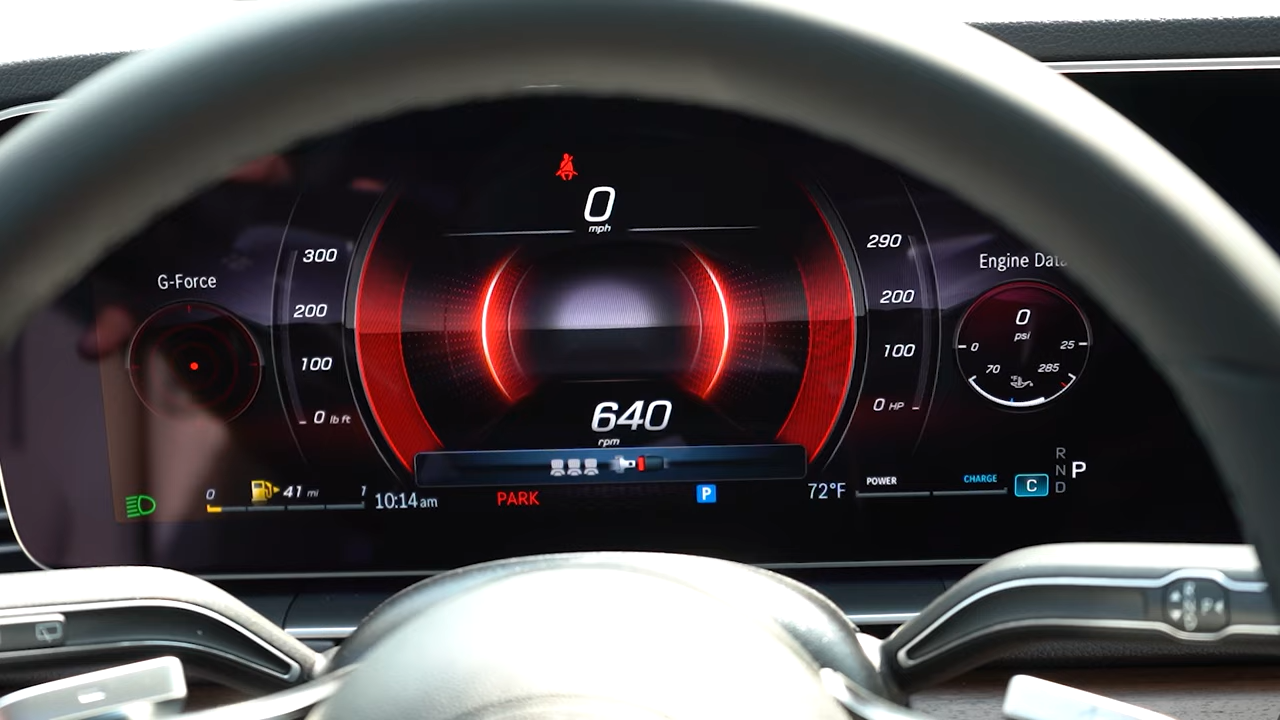 0
mph
300
200
100
0 lb ft
G-Force
290
200
100
0 HP
Engine Data
0
psi
0
25
70
285
640
rpm
0
41 mi
1
10:14 am
PARK
P
72°F
POWER
CHARGE
C
R
N
D
P